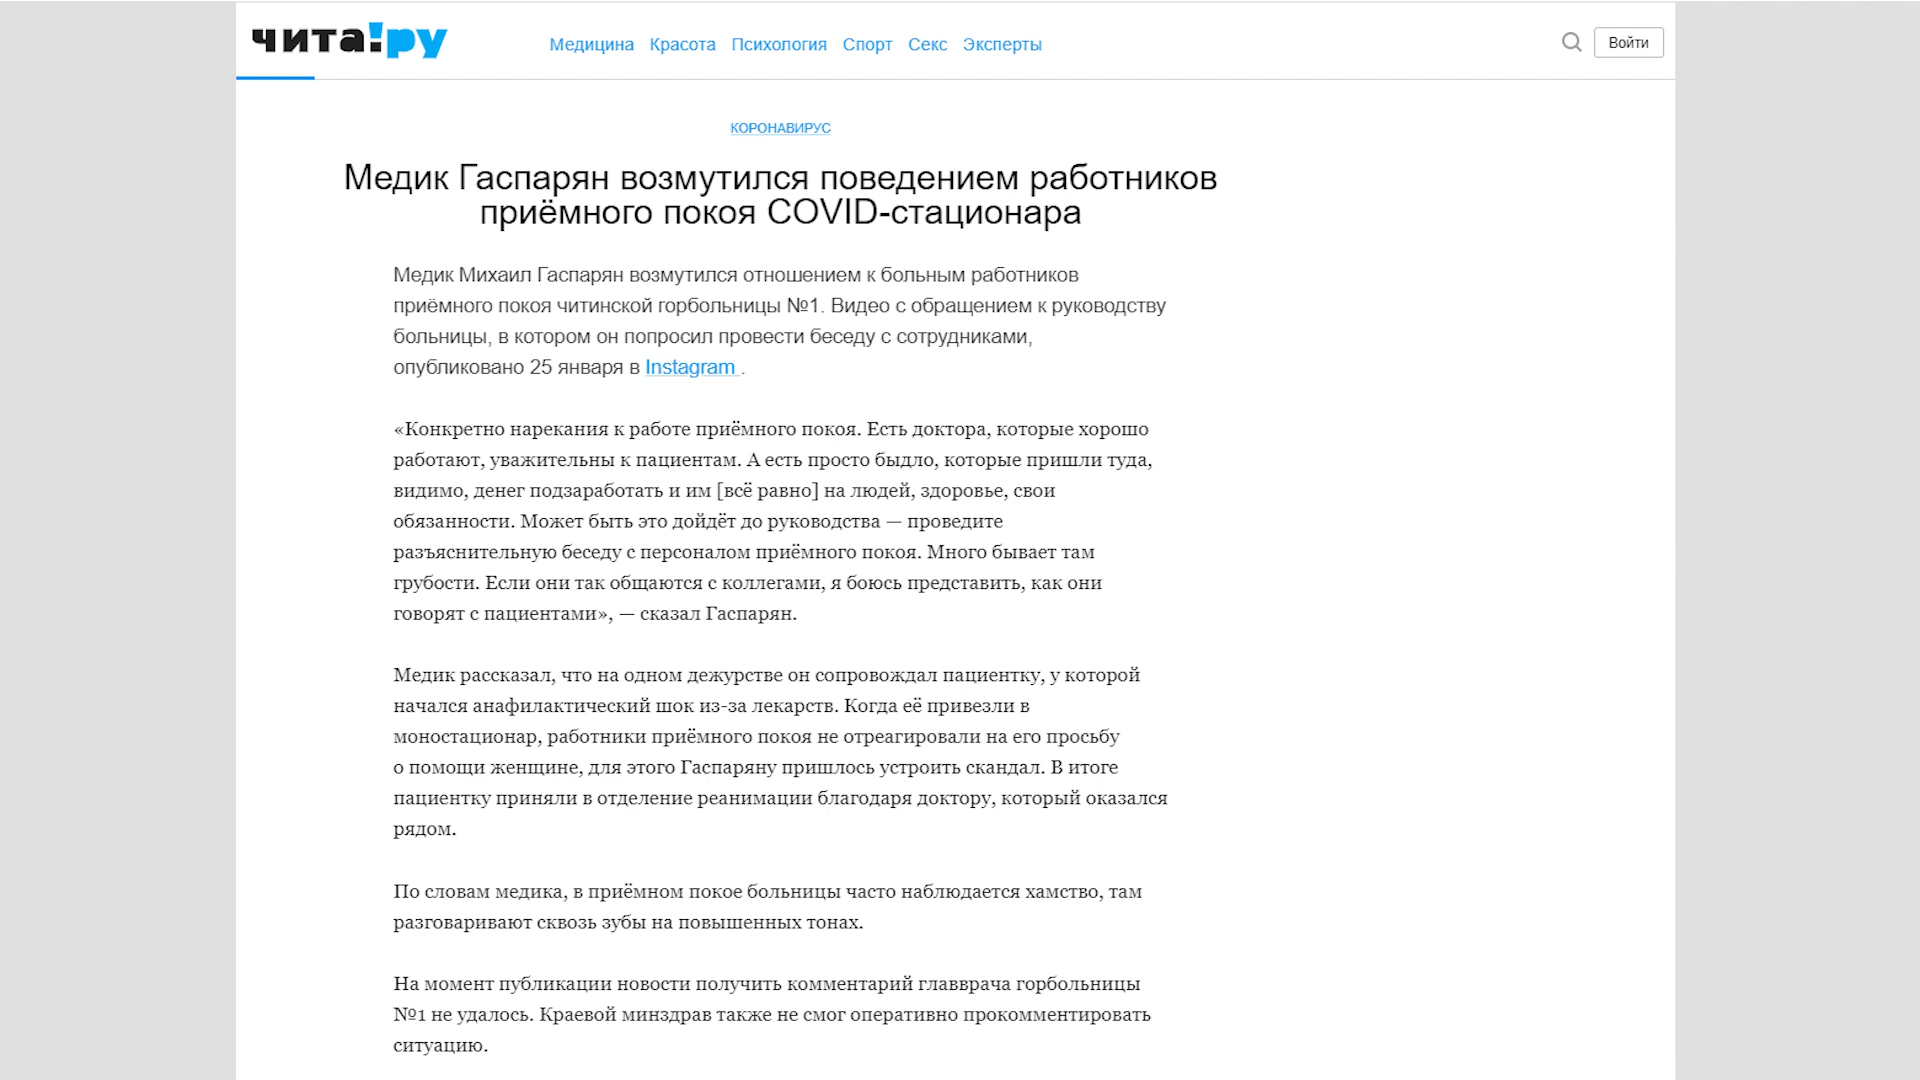 чита!ру
Медицина Красота Психология Спорт Секс Эксперты
Войти
КОРОНАВИРУС
Медик Гаспарян возмутился поведением работников
приёмного покоя COVID-стационара
Медик Михаил Гаспарян возмутился отношением к больным работников
приёмного покоя читинской горбольницы №1. Видео с обращением к руководству
больницы, в котором он попросил провести беседу с сотрудниками,
опубликовано 25 января в Instagram .
«Конкретно нарекания к работе приёмного покоя. Есть доктора, которые хорошо
работают, уважительны к пациентам. А есть просто быдло, которые пришли туда,
видимо, денег подзаработать и им [всё равно] на людей, здоровье, свои
обязанности. Может быть это дойдёт до руководства — проведите
разъяснительную беседу с персоналом приёмного покоя. Много бывает там
грубости. Если они так общаются с коллегами, я боюсь представить, как они
говорят с пациентами», — сказал Гаспарян.
Медик рассказал, что на одном дежурстве он сопровождал пациентку, у которой
начался анафилактический шок из-за лекарств. Когда её привезли в
моностационар, работники приёмного покоя не отреагировали на его просьбу
о помощи женщине, для этого Гаспаряну пришлось устроить скандал. В итоге
пациентку приняли в отделение реанимации благодаря доктору, который оказался
рядом.
По словам медика, в приёмном покое больницы часто наблюдается хамство, там
разговаривают сквозь зубы на повышенных тонах.
На момент публикации новости получить комментарий главврача горбольницы
№1 не удалось. Краевой минздрав также не смог оперативно прокомментировать
ситуацию.